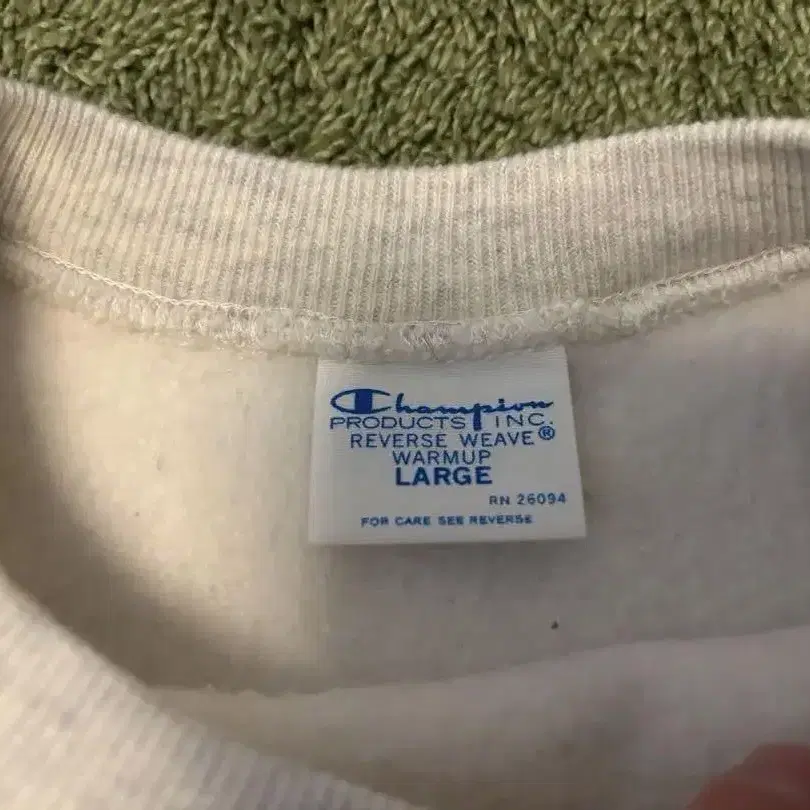 Champion
PRODUCTS INC.
REVERSE WEAVE®
WARMUP
LARGE
RN 26094
FOR CARE SEE REVERSE